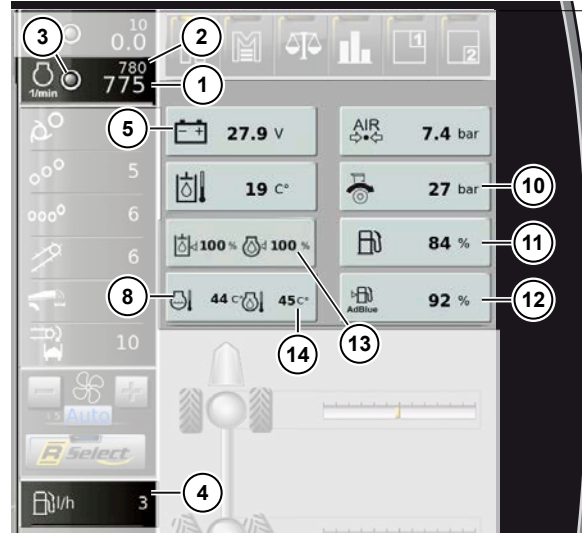 10
0.0
3
2
780
1/min 775
1
1
2
5
27.9 V
AIR
7.4 bar
5
19 C°
27 bar
10
6
100 % 100 %
84 %
11
6
8
44 C° 45 C°
AdBlue
92 %
12
10
14
13
Auto
R Select
l/h 3
4